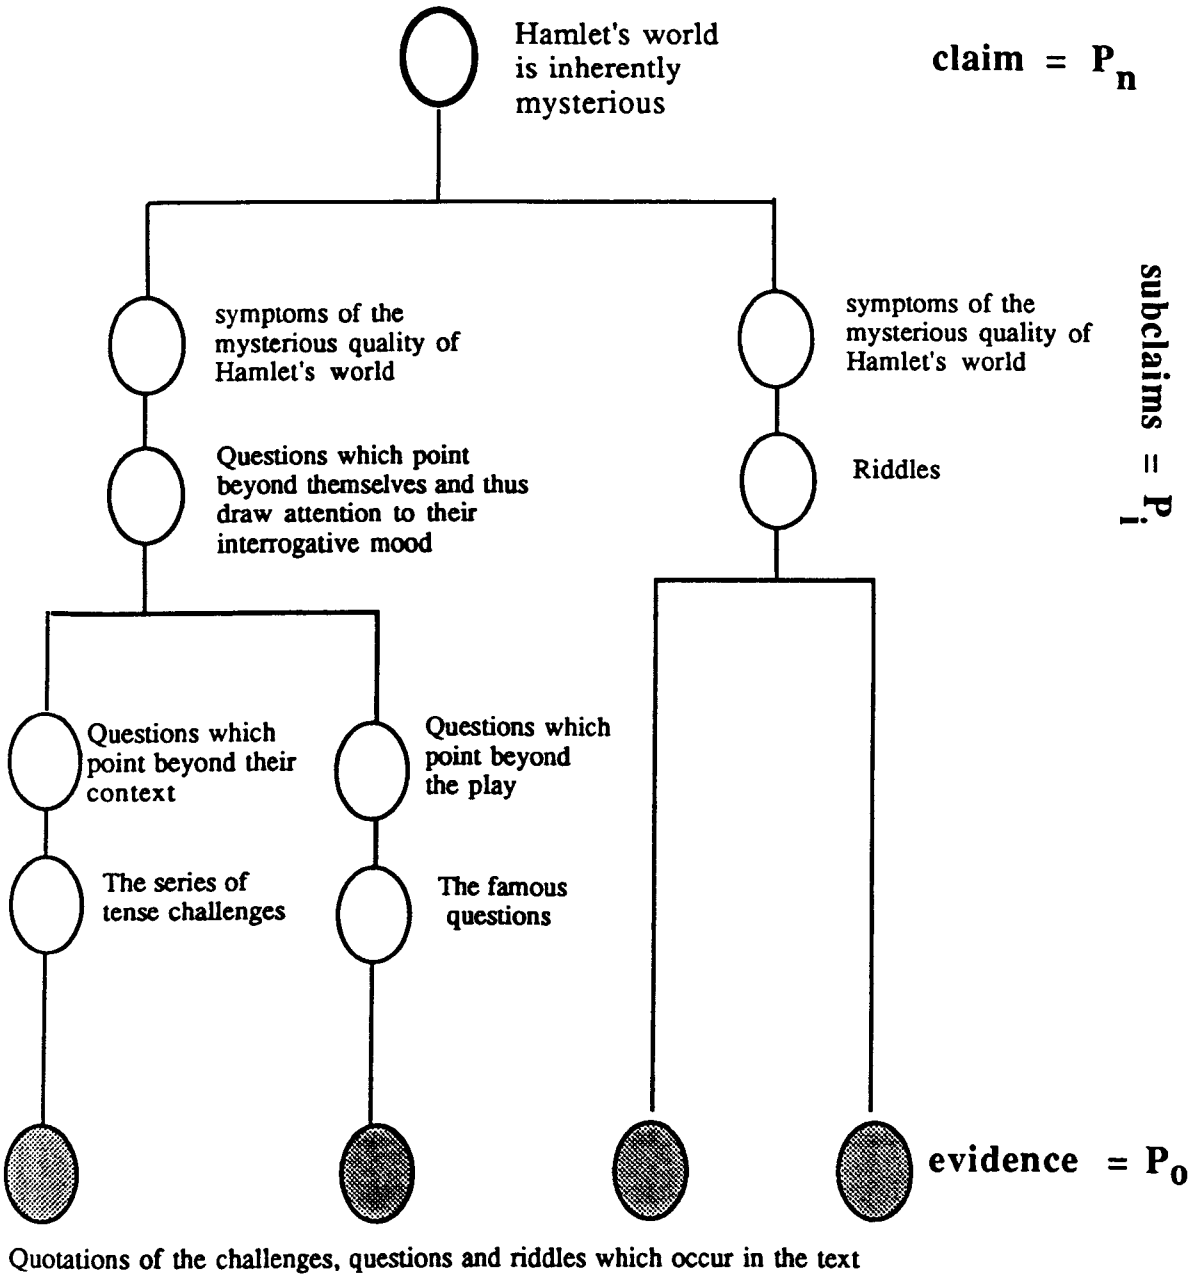 Hamlet's world
is inherently
mysterious
claim = Pn
symptoms of the
mysterious quality of
Hamlet's world
symptoms of the
mysterious quality of
Hamlet's world
subclaims = Pi
Questions which point
beyond themselves and thus
draw attention to their
interrogative mood
Riddles
Questions which
point beyond their
context
Questions which
point beyond
the play
The series of
tense challenges
The famous
questions
evidence = Po
Quotations of the challenges, questions and riddles which occur in the text